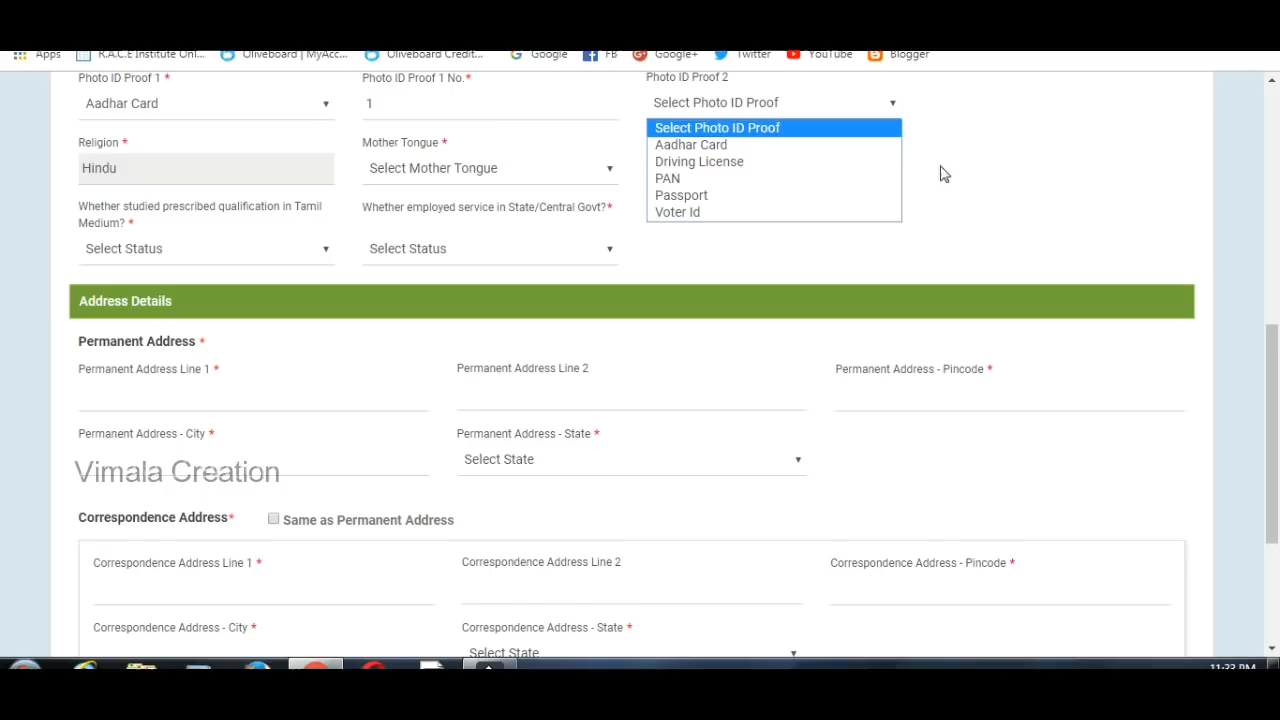 Apps R.A.C.E Institute Onl... Oliveboard | MyAcc... Oliveboard Credit... Google FB Google+ Twitter YouTube Blogger
Photo ID Proof 1 * Photo ID Proof 1 No.* Photo ID Proof 2
Aadhar Card 1 Select Photo ID Proof
Select Photo ID Proof
Aadhar Card
Driving License
PAN
Passport
Voter Id
Religion * Mother Tongue *
Hindu Select Mother Tongue
Whether studied prescribed qualification in Tamil Whether employed service in State/Central Govt?*
Medium? *
Select Status Select Status
Address Details
Permanent Address *
Permanent Address Line 1 * Permanent Address Line 2 Permanent Address - Pincode *
Permanent Address - City * Permanent Address - State *
Select State
Vimala Creation
Correspondence Address* Same as Permanent Address
Correspondence Address Line 1 * Correspondence Address Line 2 Correspondence Address - Pincode *
Correspondence Address - City * Correspondence Address - State *
Select State
11:33 PM